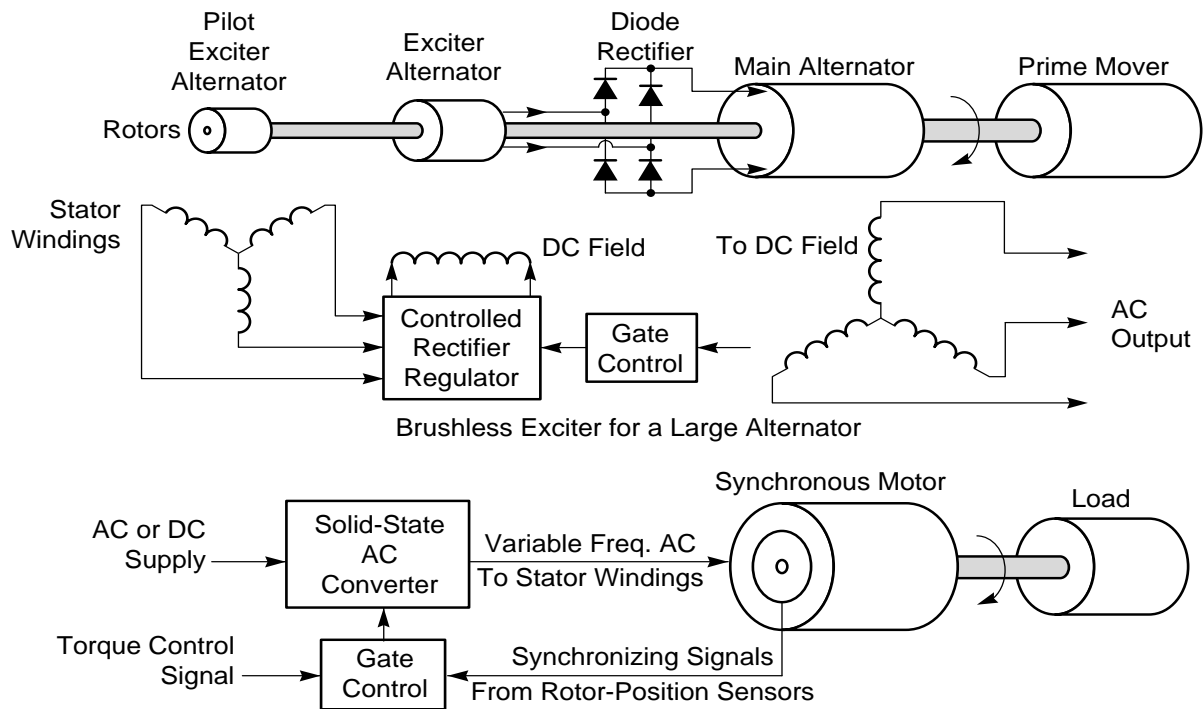 Pilot
Exciter
Alternator
Exciter
Alternator
Diode
Rectifier
Main Alternator
Prime Mover
Rotors
Stator
Windings
DC Field
To DC Field
Controlled
Rectifier
Regulator
Gate
Control
AC
Output
Brushless Exciter for a Large Alternator
Synchronous Motor
Load
AC or DC
Supply
Solid-State
AC
Converter
Variable Freq. AC
To Stator Windings
Torque Control
Signal
Gate
Control
Synchronizing Signals
From Rotor-Position Sensors